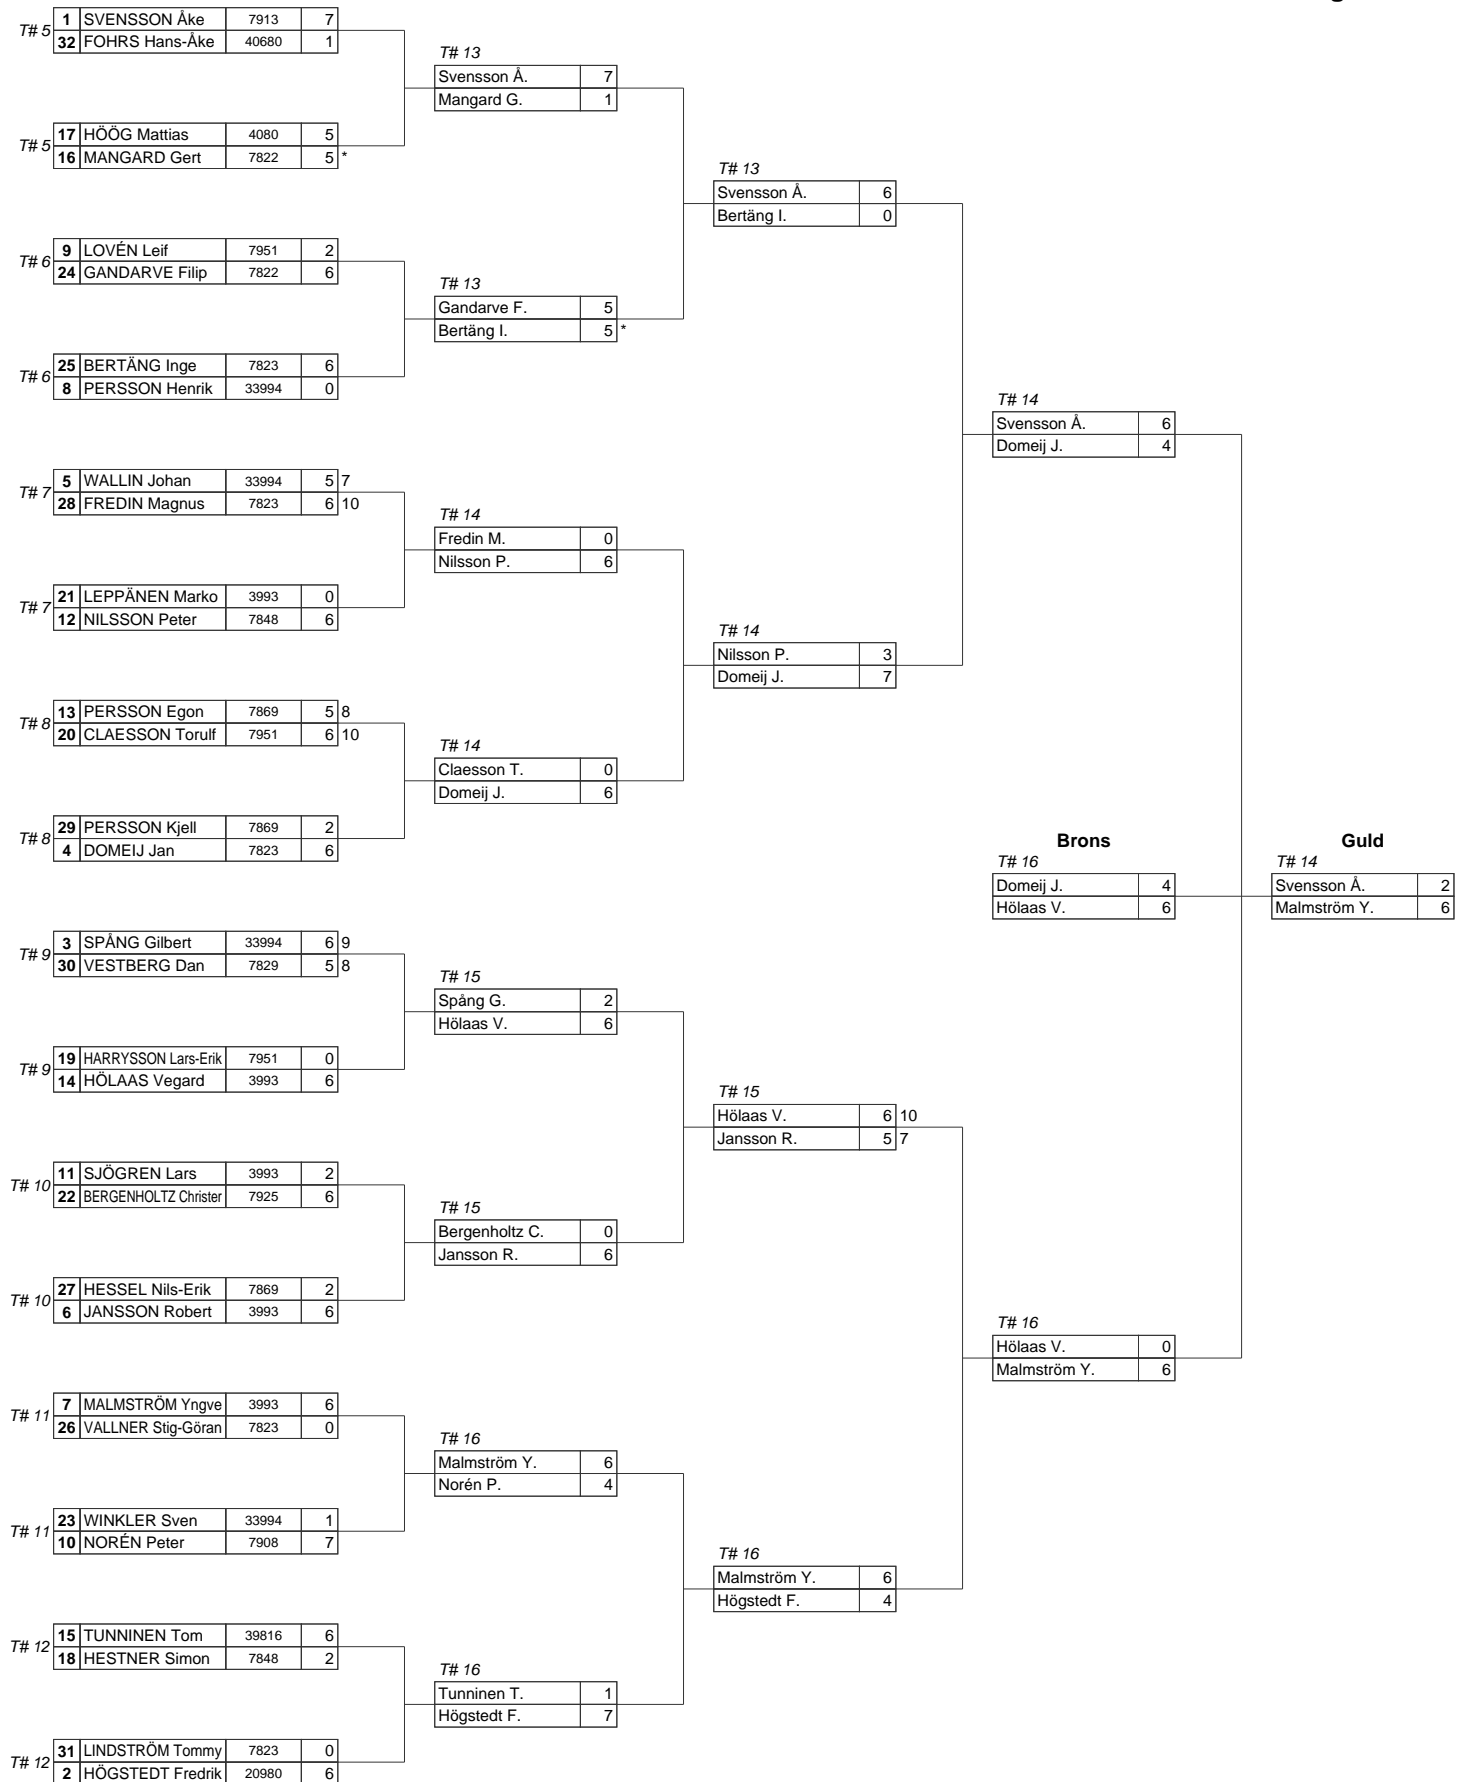 g
T# 5
1 SVENSSON Åke 7913 7
32 FOHRS Hans-Åke 40680 1
T# 13
Svensson Å. 7
Mangard G. 1
T# 5
17 HÖÖG Mattias 4080 5
16 MANGARD Gert 7822 5 *
T# 13
Svensson Å. 6
Bertäng I. 0
T# 6
9 LOVÉN Leif 7951 2
24 GANDARVE Filip 7822 6
T# 13
Gandarve F. 5
Bertäng I. 5 *
T# 6
25 BERTÄNG Inge 7823 6
8 PERSSON Henrik 33994 0
T# 14
Svensson Å. 6
Domeij J. 4
T# 7
5 WALLIN Johan 33994 5 7
28 FREDIN Magnus 7823 6 10
T# 14
Fredin M. 0
Nilsson P. 6
T# 7
21 LEPPÄNEN Marko 3993 0
12 NILSSON Peter 7848 6
T# 14
Nilsson P. 3
Domeij J. 7
T# 8
13 PERSSON Egon 7869 5 8
20 CLAESSON Torulf 7951 6 10
T# 14
Claesson T. 0
Domeij J. 6
T# 8
29 PERSSON Kjell 7869 2
4 DOMEIJ Jan 7823 6
Brons
T# 16
Domeij J. 4
Hölaas V. 6
Guld
T# 14
Svensson Å. 2
Malmström Y. 6
T# 9
3 SPÅNG Gilbert 33994 6 9
30 VESTBERG Dan 7829 5 8
T# 15
Spång G. 2
Hölaas V. 6
T# 9
19 HARRYSSON Lars-Erik 7951 0
14 HÖLAAS Vegard 3993 6
T# 15
Hölaas V. 6 10
Jansson R. 5 7
T# 10
11 SJÖGREN Lars 3993 2
22 BERGENHOLTZ Christer 7925 6
T# 15
Bergenholtz C. 0
Jansson R. 6
T# 10
27 HESSEL Nils-Erik 7869 2
6 JANSSON Robert 3993 6
T# 16
Hölaas V. 0
Malmström Y. 6
T# 11
7 MALMSTRÖM Yngve 3993 6
26 VALLNER Stig-Göran 7823 0
T# 16
Malmström Y. 6
Norén P. 4
T# 11
23 WINKLER Sven 33994 1
10 NORÉN Peter 7908 7
T# 16
Malmström Y. 6
Högstedt F. 4
T# 12
15 TUNNINEN Tom 39816 6
18 HESTNER Simon 7848 2
T# 16
Tunninen T. 1
Högstedt F. 7
T# 12
31 LINDSTRÖM Tommy 7823 0
2 HÖGSTEDT Fredrik 20980 6